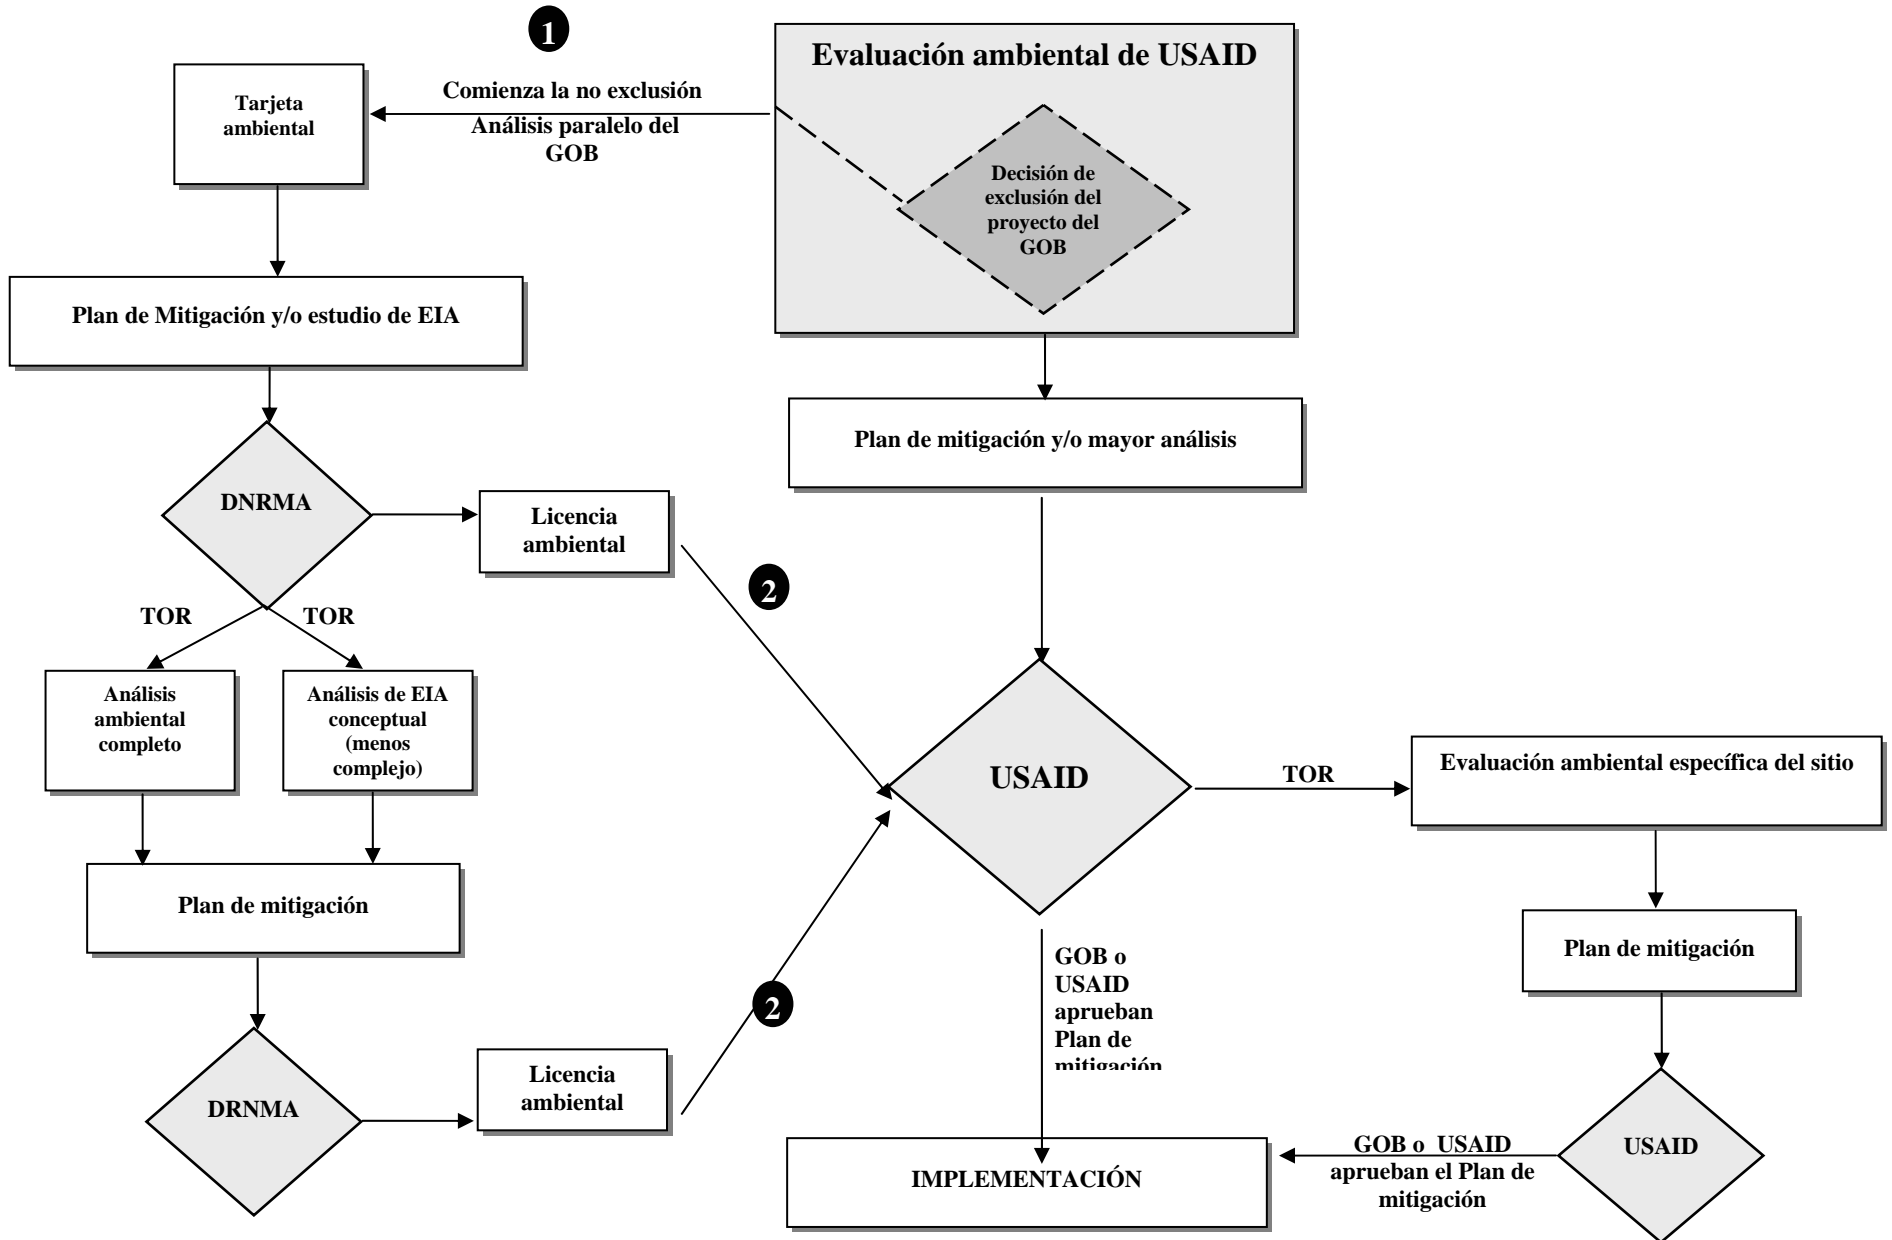 1
Evaluación ambiental de USAID
Comienza la no exclusión
Análisis paralelo del
GOB
Tarjeta
ambiental
Decisión de
exclusión del
proyecto del
GOB
Plan de Mitigación y/o estudio de EIA
Plan de mitigación y/o mayor análisis
DNRMA
Licencia
ambiental
2
TOR
TOR
Análisis
ambiental
completo
Análisis de EIA
conceptual
(menos
complejo)
USAID
TOR
Evaluación ambiental específica del sitio
Plan de mitigación
Plan de mitigación
GOB o
USAID
aprueban
Plan de
mitigación
2
DRNMA
Licencia
ambiental
IMPLEMENTACIÓN
GOB o USAID
aprueban el Plan de
mitigación
USAID